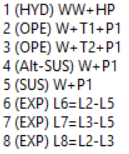 1 (HYD) WW+HP
2 (OPE) W+T1+P1
3 (OPE) W+T2+P1
4 (Alt-SUS) W+P1
5 (SUS) W+P1
6 (EXP) L6=L2-L5
7 (EXP) L7=L3-L5
8 (EXP) L8=L2-L3